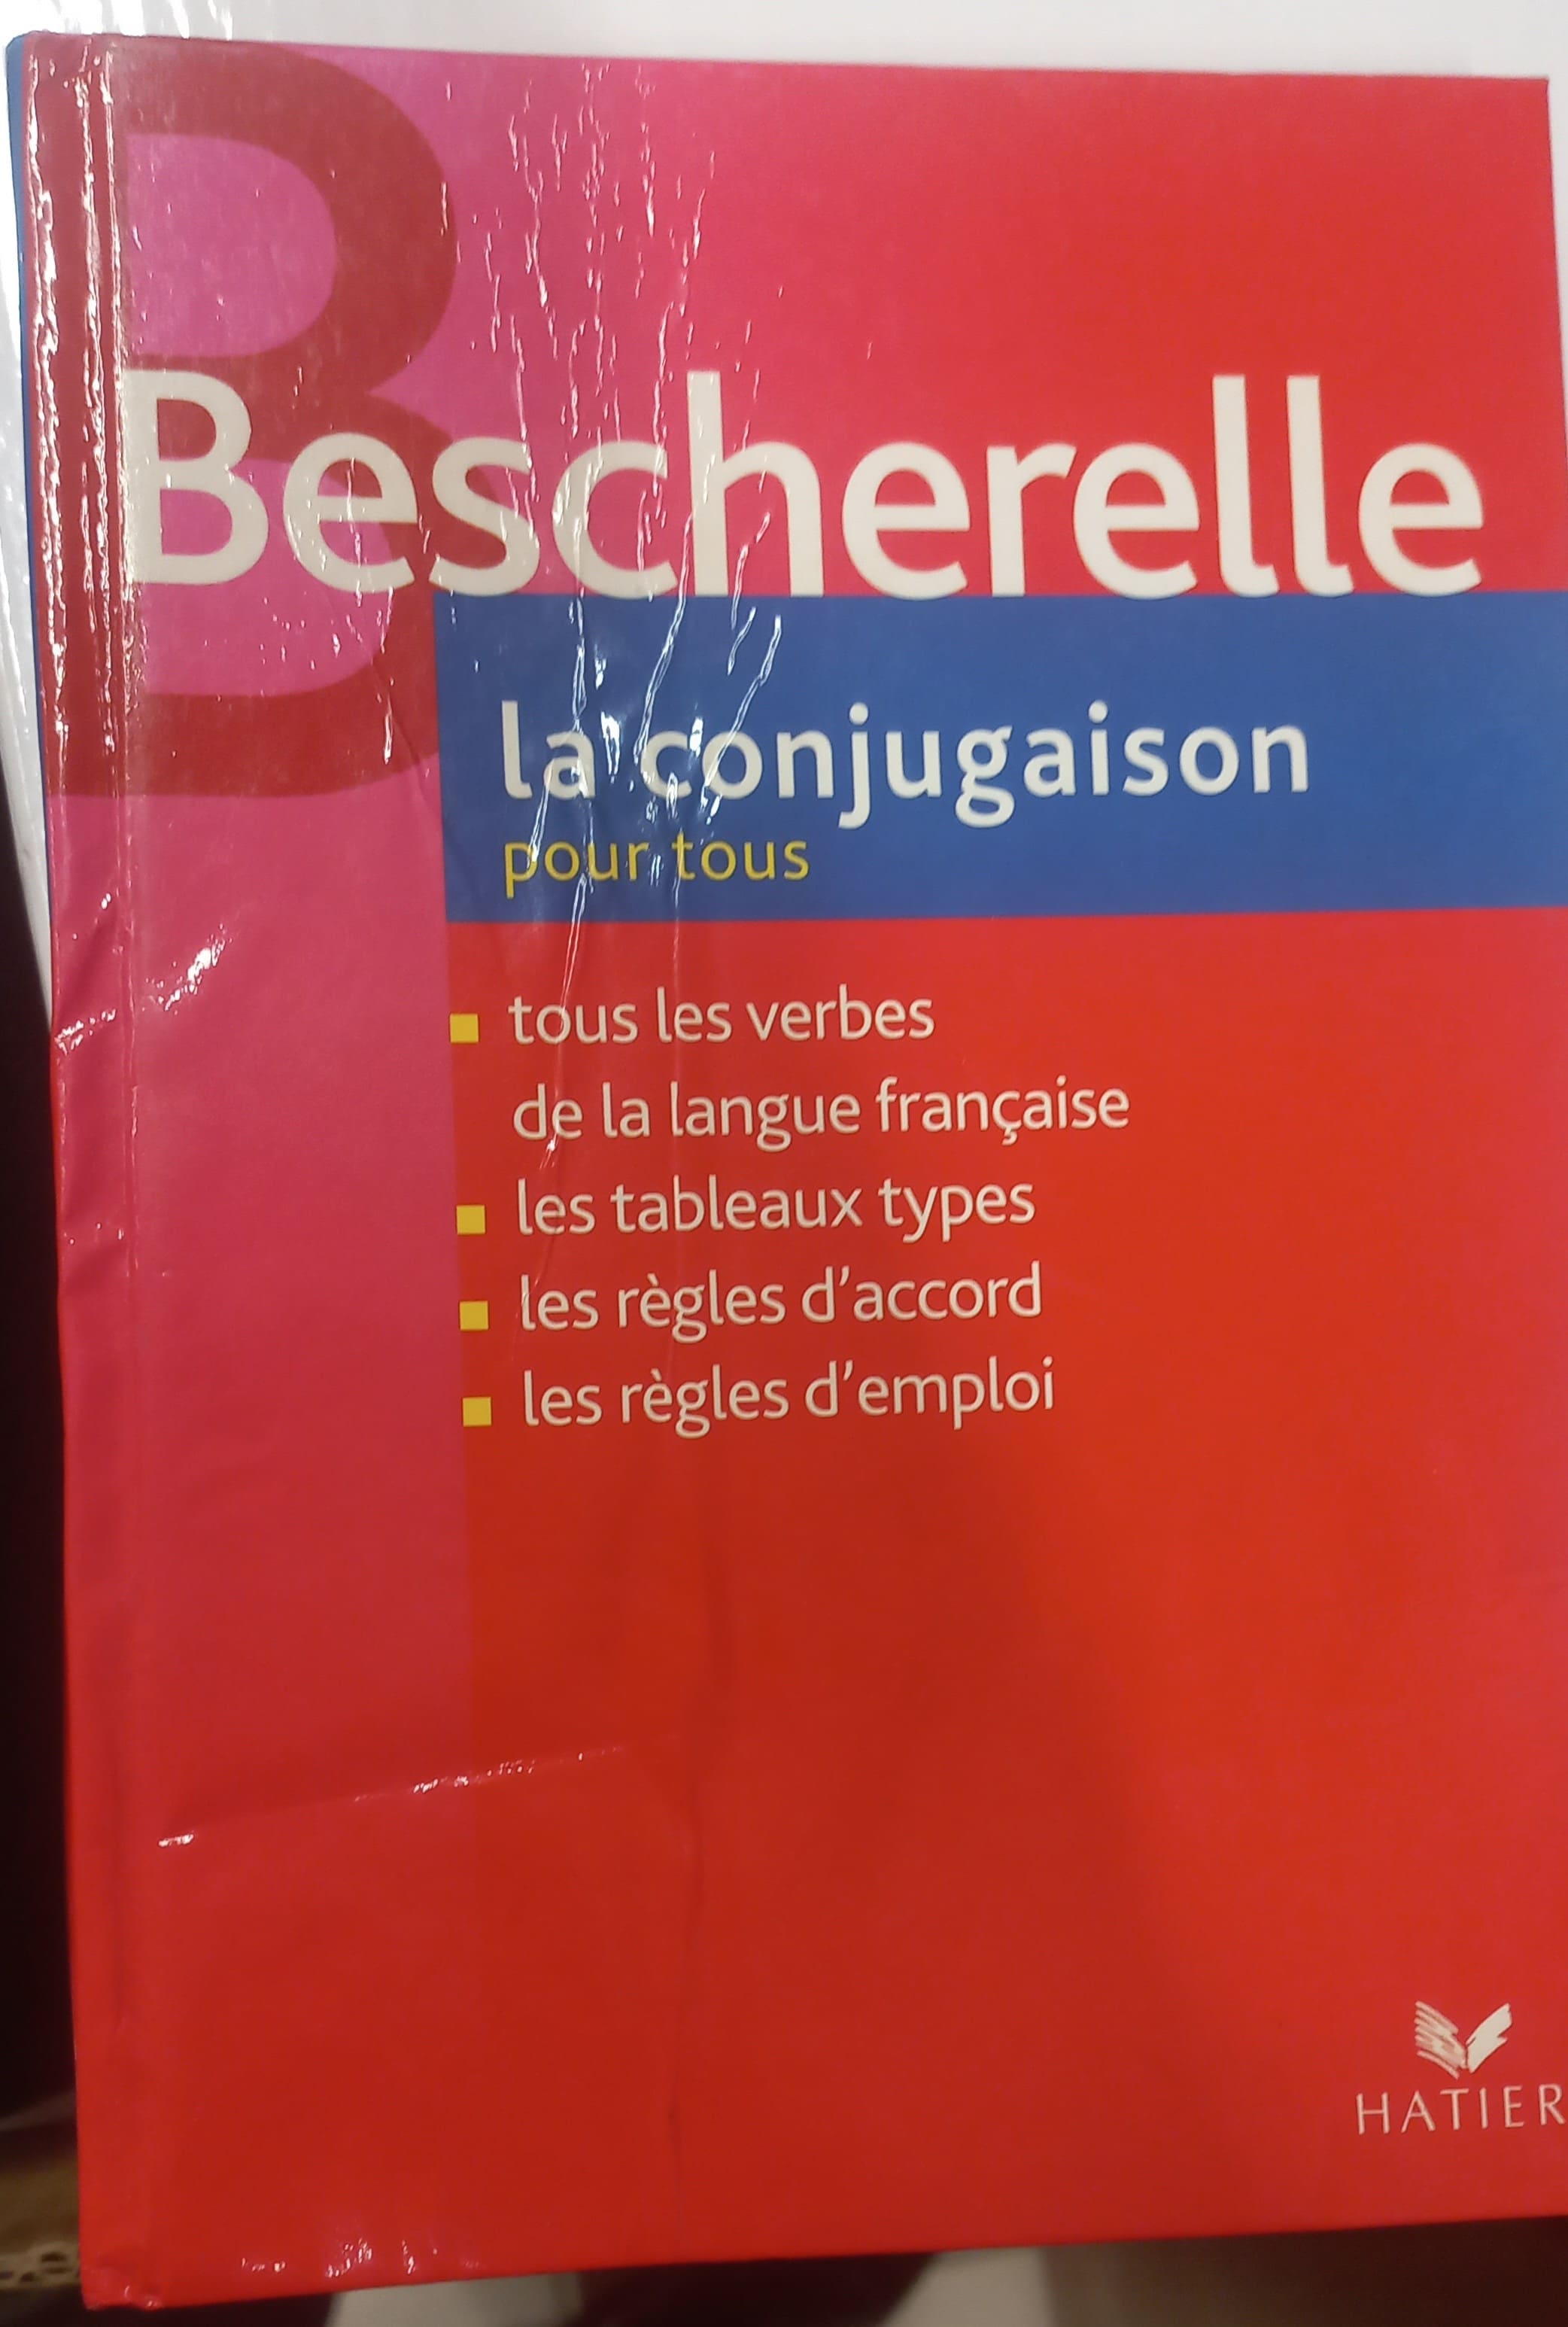 Bescherelle
la conjugaison
pour tous
tous les verbes
de la langue française
les tableaux types
les règles d'accord
les règles d'emploi
HATIER